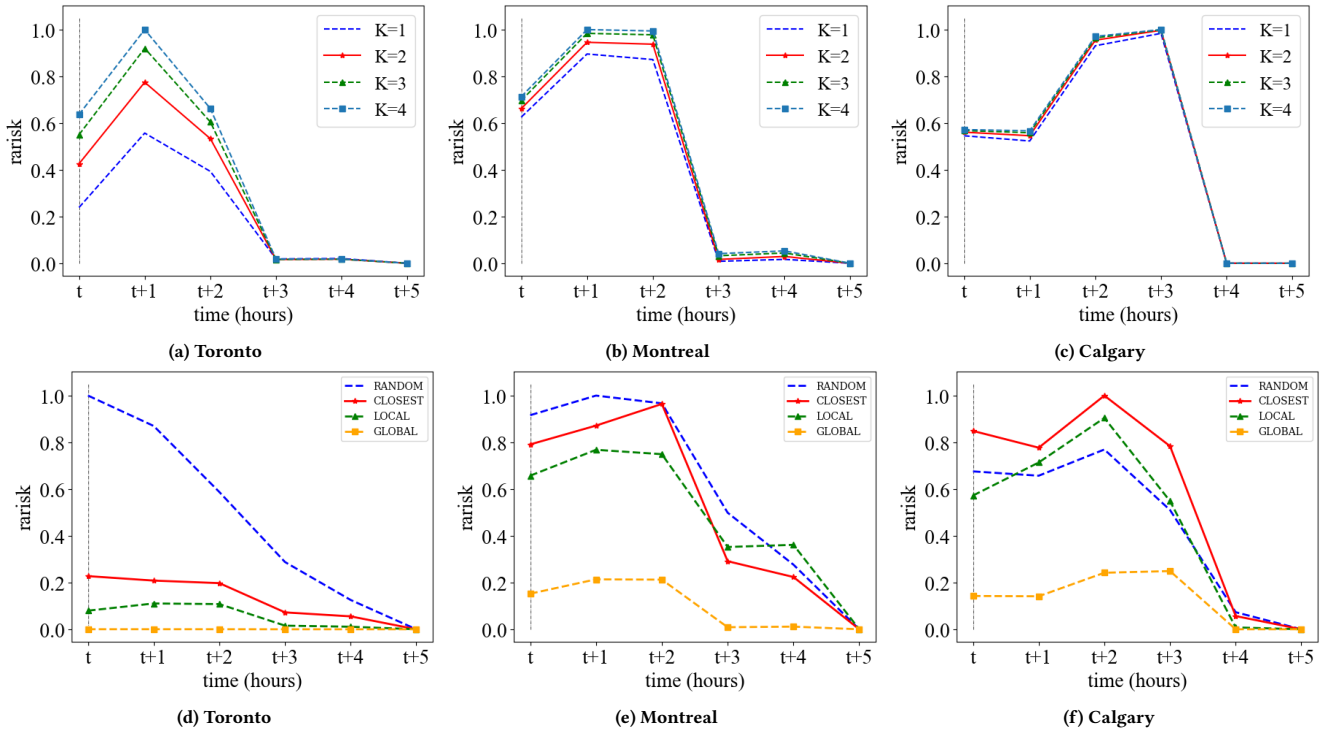 1.0
0.8
0.6
0.4
0.2
0.0
rarisk
K=1
K=2
K=3
K=4
t t+1 t+2 t+3 t+4 t+5
time (hours)
(a) Toronto
1.0
0.8
0.6
0.4
0.2
0.0
rarisk
K=1
K=2
K=3
K=4
t t+1 t+2 t+3 t+4 t+5
time (hours)
(b) Montreal
1.0
0.8
0.6
0.4
0.2
0.0
rarisk
K=1
K=2
K=3
K=4
t t+1 t+2 t+3 t+4 t+5
time (hours)
(c) Calgary
1.0
0.8
0.6
0.4
0.2
0.0
rarisk
RANDOM
CLOSEST
LOCAL
GLOBAL
t t+1 t+2 t+3 t+4 t+5
time (hours)
(d) Toronto
1.0
0.8
0.6
0.4
0.2
0.0
rarisk
RANDOM
CLOSEST
LOCAL
GLOBAL
t t+1 t+2 t+3 t+4 t+5
time (hours)
(e) Montreal
1.0
0.8
0.6
0.4
0.2
0.0
rarisk
RANDOM
CLOSEST
LOCAL
GLOBAL
t t+1 t+2 t+3 t+4 t+5
time (hours)
(f) Calgary